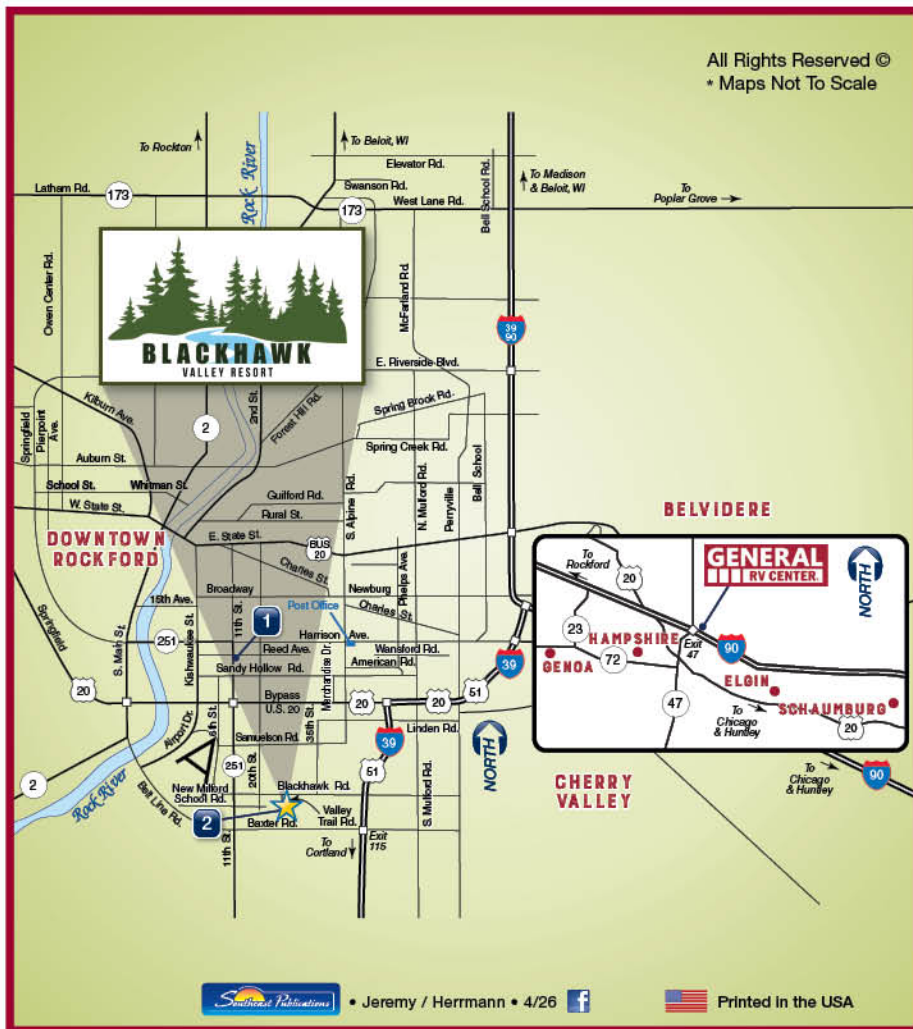 All Rights Reserved ©
* Maps Not To Scale
To Rockton
Rock River
To Beloit, WI
Elevator Rd.
Swanson Rd.
Bell School Rd.
To Madison
& Beloit, WI
To
Poplar Grove
Latham Rd.
173
173
West Lane Rd.
Owen Center Rd.
McFarland Rd.
BLACKHAWK
VALLEY RESORT
39
90
E. Riverside Blvd.
Kilburn Ave.
2
2nd St.
Forest Hill Rd.
Spring Brook Rd.
Springfield
Pierpoint
Ave.
Auburn St.
Spring Creek Rd.
School St.
Whitman St.
Guilford Rd.
S. Alpine Rd.
N. Mulford Rd.
Perryville
Bell School
W. State St.
Rural St.
DOWNTOWN
ROCKFORD
E. State St.
BUS
20
BELVIDERE
Charles St.
Phelps Ave.
Broadway
Newburg
15th Ave.
11th St.
1
Post Office
Charles St.
Springfield
S. Main St.
251
Kishwaukee St.
Harrison Ave.
Reed Ave.
Wansford Rd.
American Rd.
Sandy Hollow Rd.
Merchandise Dr.
39
20
Bypass
U.S. 20
20
20
51
Airport Dr.
6th St.
Samuelson Rd.
35th St.
39
Linden Rd.
NORTH
251
20th St.
51
S. Mulford Rd.
2
Rock River
Belt Line Rd.
New Milford
School Rd.
Blackhawk Rd.
2
Baxter Rd.
Valley
Trail Rd.
11th St.
To
Cortland
Exit
115
CHERRY
VALLEY
To
Rockford
20
GENERAL
RV CENTER.
NORTH
23
HAMPSHIRE
Exit
47
90
GENOA
72
ELGIN
47
SCHAUMBURG
To
Chicago
& Huntley
20
To
Chicago
& Huntley
90
Southeast Publications
• Jeremy / Herrmann • 4/26
f
Printed in the USA